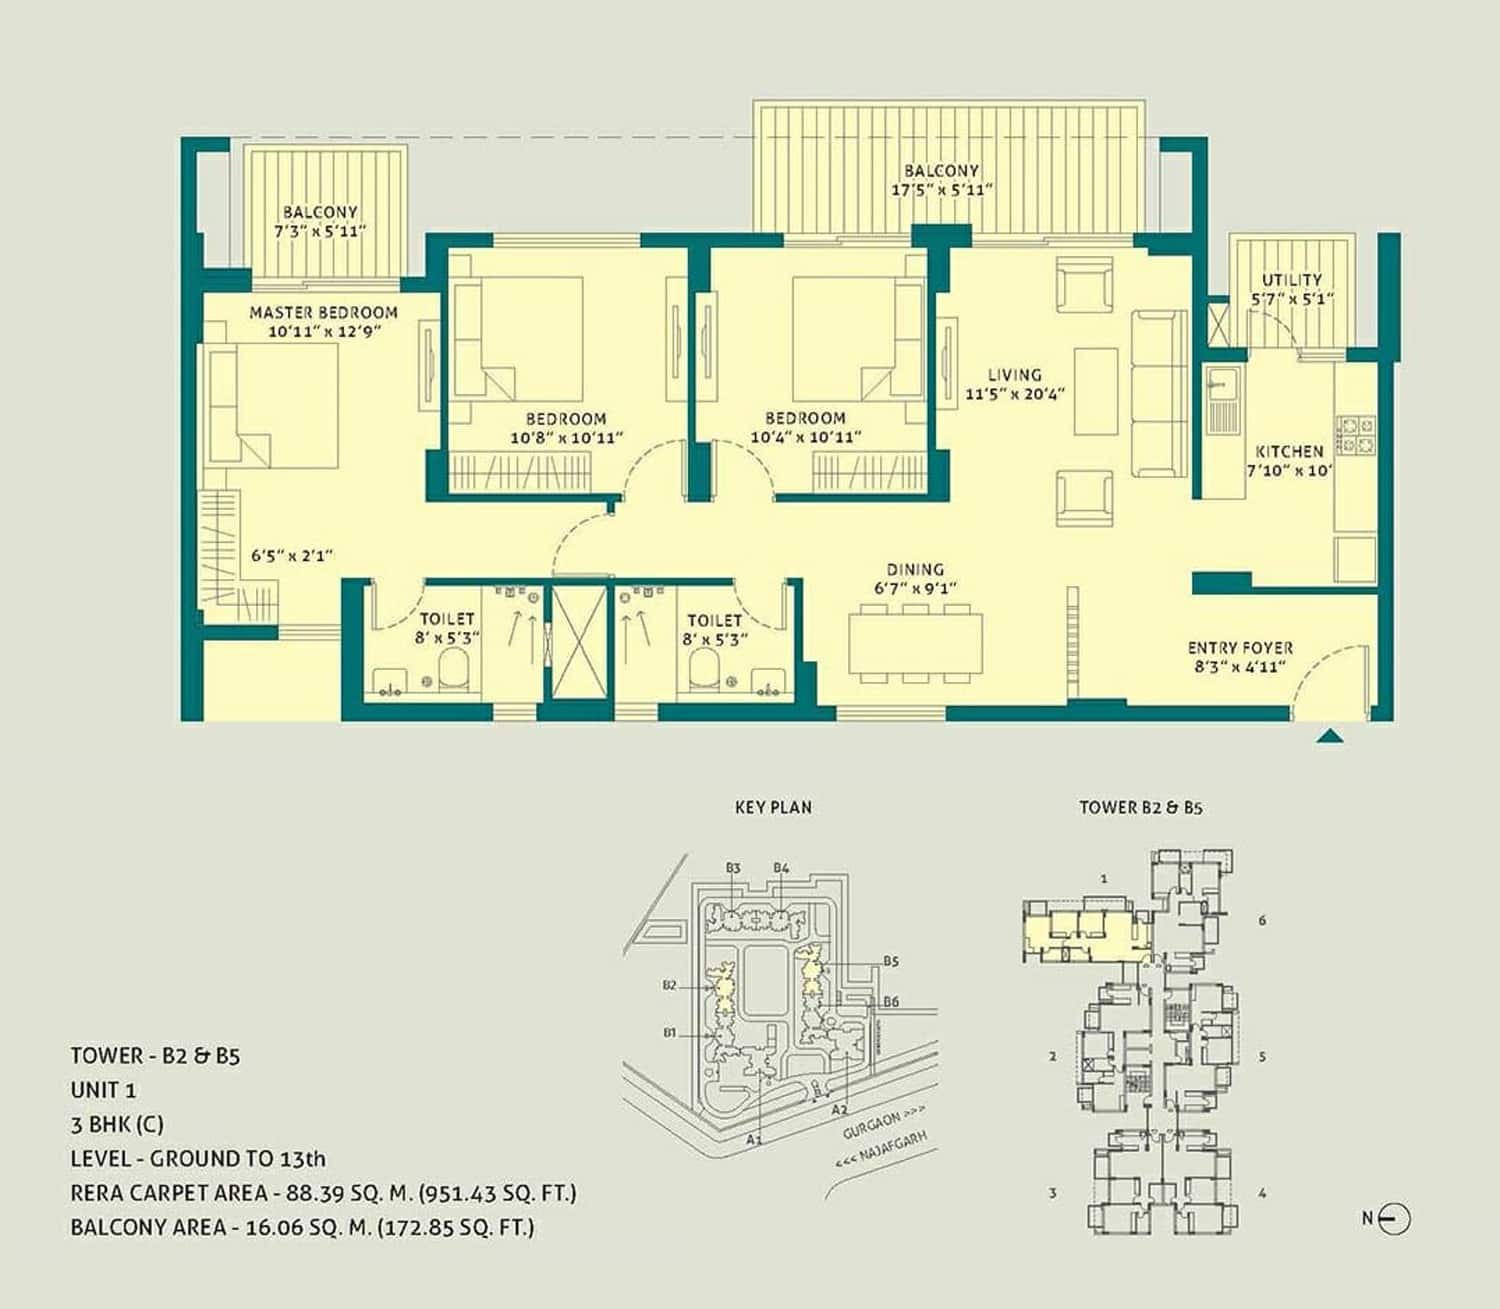 BALCONY
17'5" x 5'11"
BALCONY
7'3" x 5'11"
UTILITY
5'7" x 5'1"
MASTER BEDROOM
10'11" x 12'9"
LIVING
11'5" x 20'4"
BEDROOM
10'8" x 10'11"
BEDROOM
10'4" x 10'11"
KITCHEN
7'10" x 10'
6'5" x 2'1"
DINING
6'7" x 9'1"
TOILET
8' x 5'3"
TOILET
8' x 5'3"
ENTRY FOYER
8'3" x 4'11"
KEY PLAN
TOWER B2 & B5
B3
B4
B5
B2
B6
B1
A2
A1
GURGAON >>>
<<< NAJAFGARH
1
6
2
5
3
4
N
TOWER - B2 & B5
UNIT 1
3 BHK (C)
LEVEL - GROUND TO 13th
RERA CARPET AREA - 88.39 SQ. M. (951.43 SQ. FT.)
BALCONY AREA - 16.06 SQ. M. (172.85 SQ. FT.)